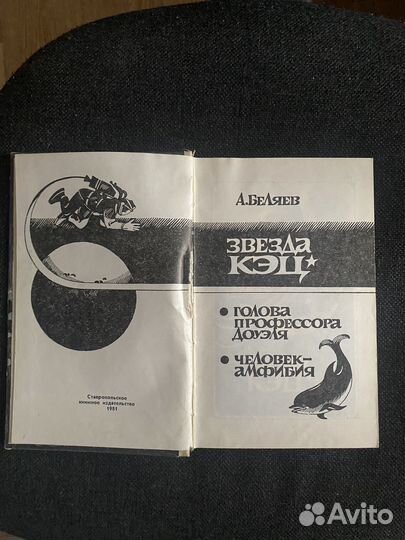 Ставропольское
книжное издательство
1981
А. Беляев
ЗВЕЗДА
КЭЦ
ГОЛОВА
ПРОФЕССОРА
ДОУЭЛЯ
ЧЕЛОВЕК-
АМФИБИЯ
Avito